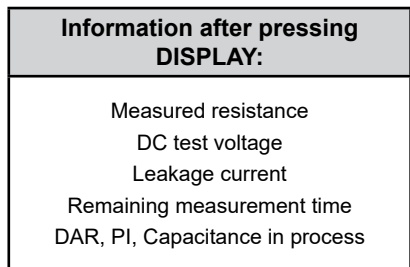 Information after pressing
DISPLAY:
Measured resistance
DC test voltage
Leakage current
Remaining measurement time
DAR, PI, Capacitance in process